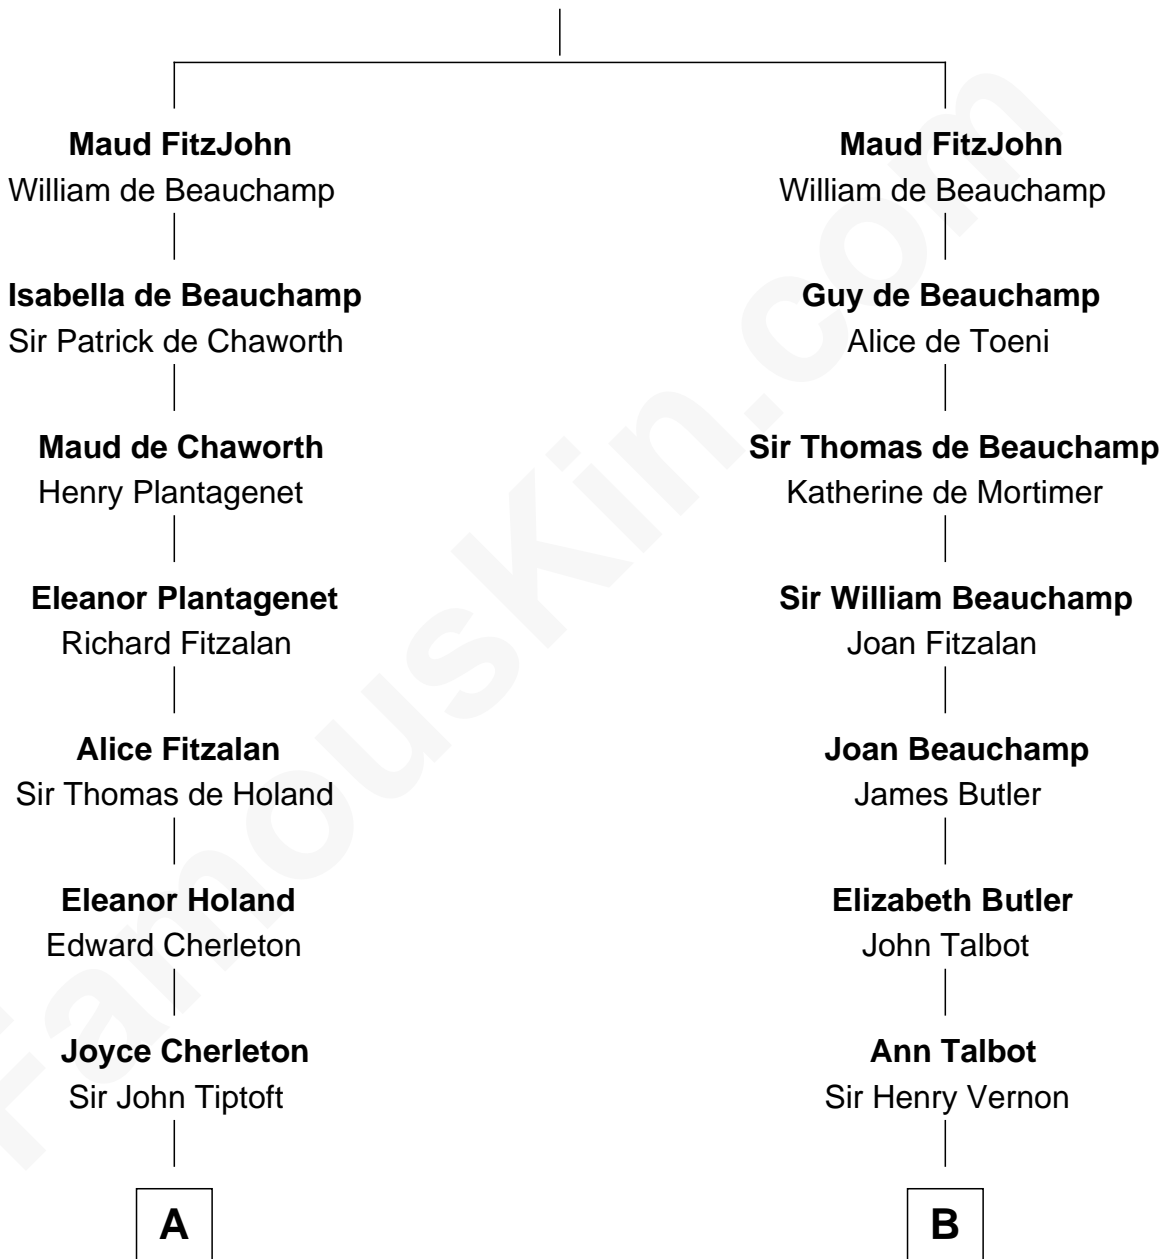 Maud FitzJohn
William de Beauchamp
Isabella de Beauchamp
Sir Patrick de Chaworth
Maud de Chaworth
Henry Plantagenet
Eleanor Plantagenet
Richard Fitzalan
Alice Fitzalan
Sir Thomas de Holand
Eleanor Holand
Edward Cherleton
Joyce Cherleton
Sir John Tiptoft
A
Maud FitzJohn
William de Beauchamp
Guy de Beauchamp
Alice de Toeni
Sir Thomas de Beauchamp
Katherine de Mortimer
Sir William Beauchamp
Joan Fitzalan
Joan Beauchamp
James Butler
Elizabeth Butler
John Talbot
Ann Talbot
Sir Henry Vernon
B
FamousKin.com